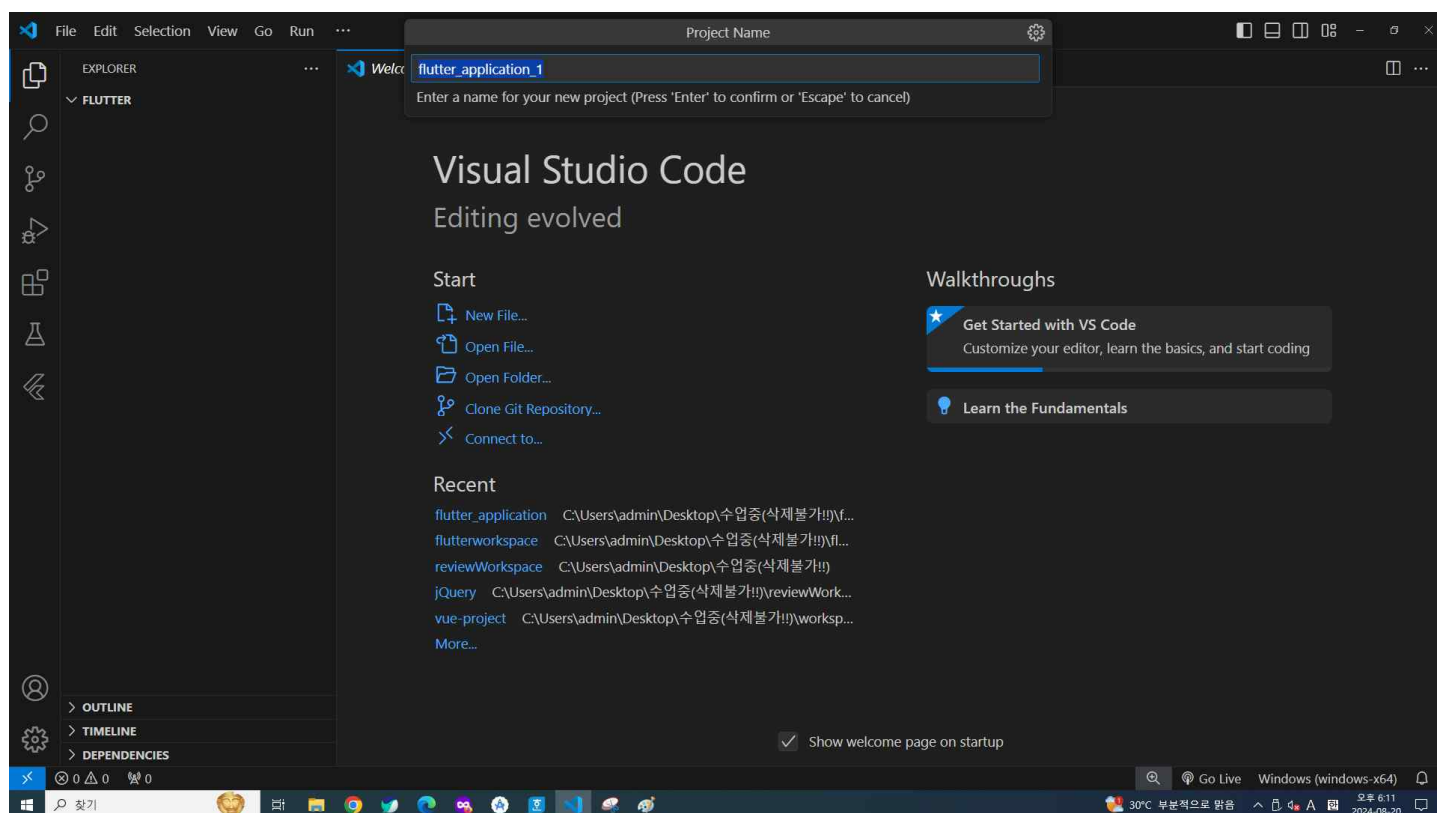 File Edit Selection View Go Run ···
Project Name
EXPLORER ···
Welco
flutter_application_1
···
Enter a name for your new project (Press 'Enter' to confirm or 'Escape' to cancel)
FLUTTER
Visual Studio Code
Editing evolved
Start
New File...
Open File...
Open Folder...
Clone Git Repository...
Connect to...
Recent
flutter_application C:\Users\admin\Desktop\수업중(삭제불가!!)\f...
flutterworkspace C:\Users\admin\Desktop\수업중(삭제불가!!)\fl...
reviewWorkspace C:\Users\admin\Desktop\수업중(삭제불가!!)
jQuery C:\Users\admin\Desktop\수업중(삭제불가!!)\reviewWork...
vue-project C:\Users\admin\Desktop\수업중(삭제불가!!)\worksp...
More...
Walkthroughs
Get Started with VS Code
Customize your editor, learn the basics, and start coding
Learn the Fundamentals
OUTLINE
TIMELINE
DEPENDENCIES
Show welcome page on startup
0 0 0
Go Live Windows (windows-x64)
찾기
30°C 부분적으로 맑음 A 한 오후 6:11
2024-08-20